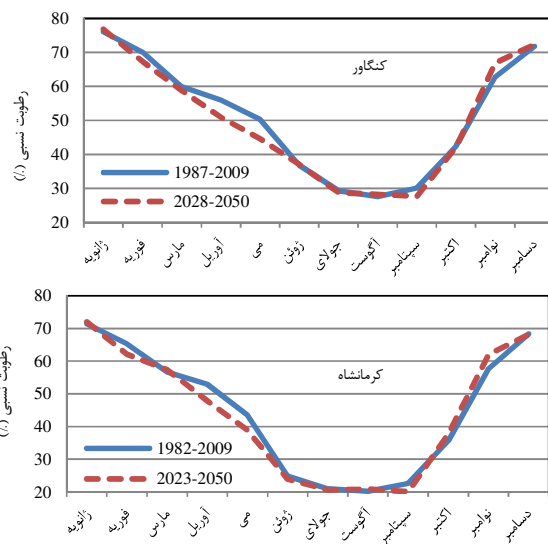 80
70
60
50
40
30
20
رطوبت نسبی (٪)
کنگاور
1987-2009
2028-2050
ژانویه
فوریه
مارس
آوریل
می
ژوئن
جولای
آگوست
سپتامبر
اکتبر
نوامبر
دسامبر
80
70
60
50
40
30
20
رطوبت نسبی (٪)
کرمانشاه
1982-2009
2023-2050
ژانویه
فوریه
مارس
آوریل
می
ژوئن
جولای
آگوست
سپتامبر
اکتبر
نوامبر
دسامبر